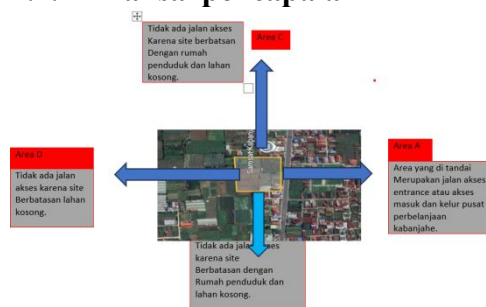 Tidak ada jalan akses
Karena site berbatsan
Dengan rumah
penduduk dan lahan
kosong.
Area C
Area D
Tidak ada jalan
akses karena site
Berbatasan lahan
kosong.
Area A
Area yang di tandai
Merupakan jalan akses
entrance atau akses
masuk dan kelur pusat
perbelanjaan
kabanjahe.
Tidak ada jalan akses
karena site
Berbatasan dengan
Rumah penduduk dan
lahan kosong.